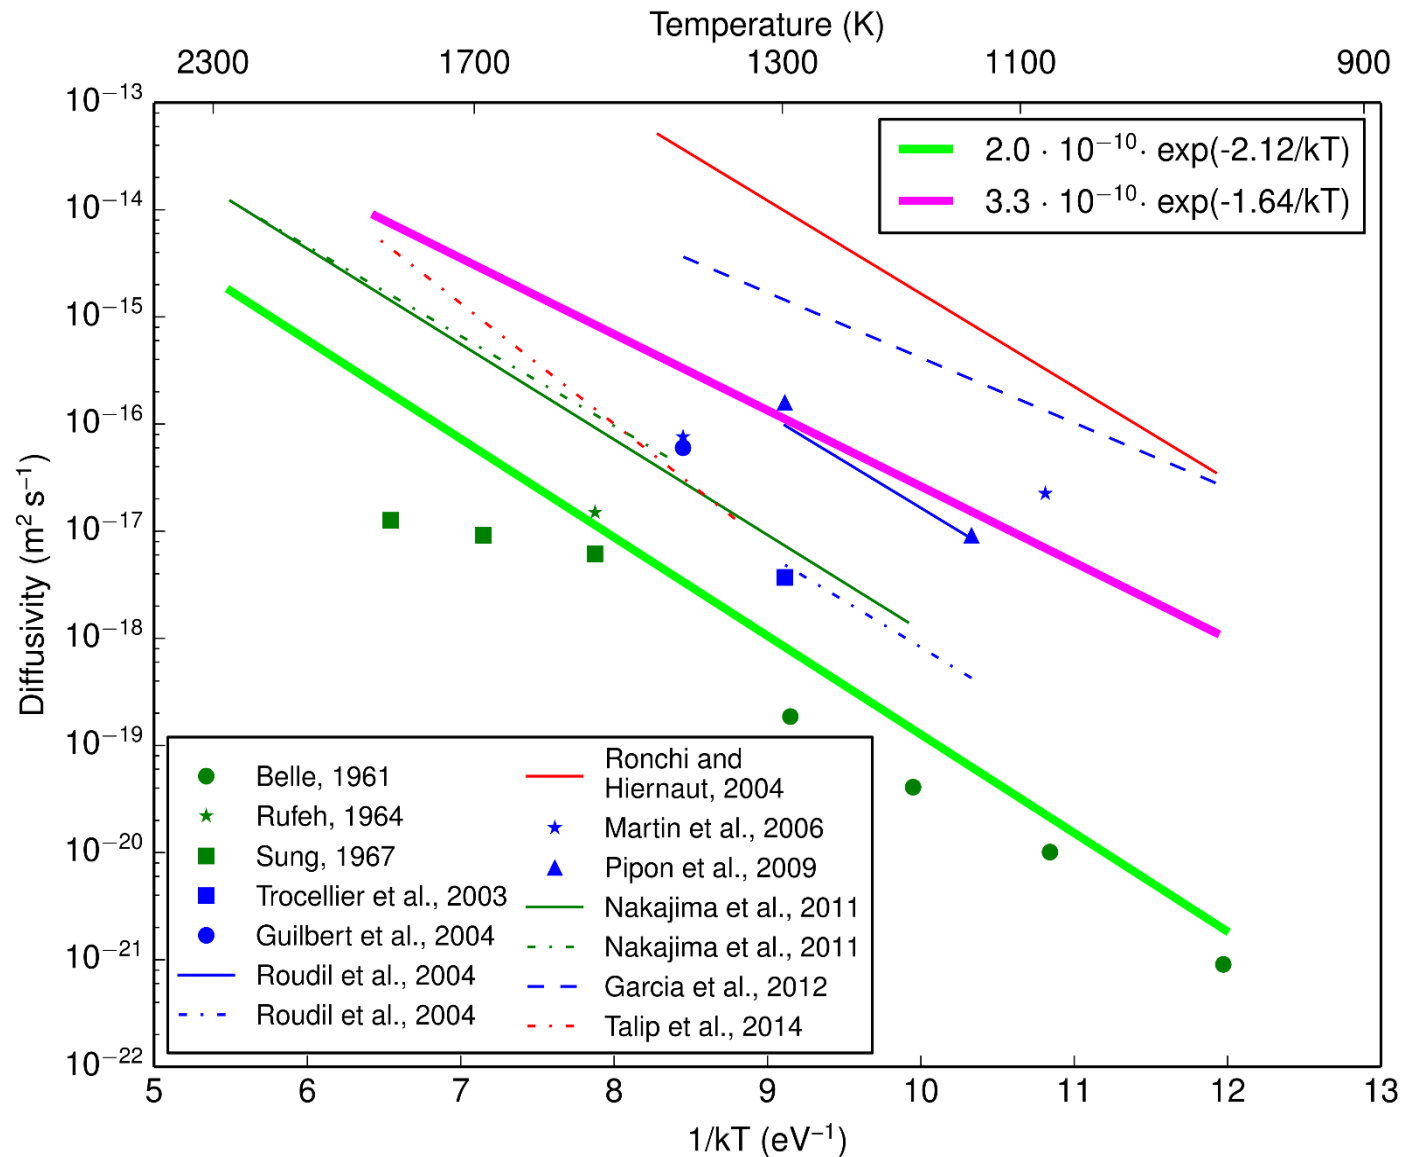 Temperature (K)
2300 1700 1300 1100 900
10⁻¹³
10⁻¹⁴
10⁻¹⁵
10⁻¹⁶
10⁻¹⁷
10⁻¹⁸
10⁻¹⁹
10⁻²⁰
10⁻²¹
10⁻²²
Diffusivity (m² s⁻¹)
2.0 · 10⁻¹⁰· exp(-2.12/kT)
3.3 · 10⁻¹⁰· exp(-1.64/kT)
Belle, 1961
Rufeh, 1964
Sung, 1967
Trocellier et al., 2003
Guilbert et al., 2004
Roudil et al., 2004
Roudil et al., 2004
Ronchi and
Hiernaut, 2004
Martin et al., 2006
Pipon et al., 2009
Nakajima et al., 2011
Nakajima et al., 2011
Garcia et al., 2012
Talip et al., 2014
5 6 7 8 9 10 11 12 13
1/kT (eV⁻¹)